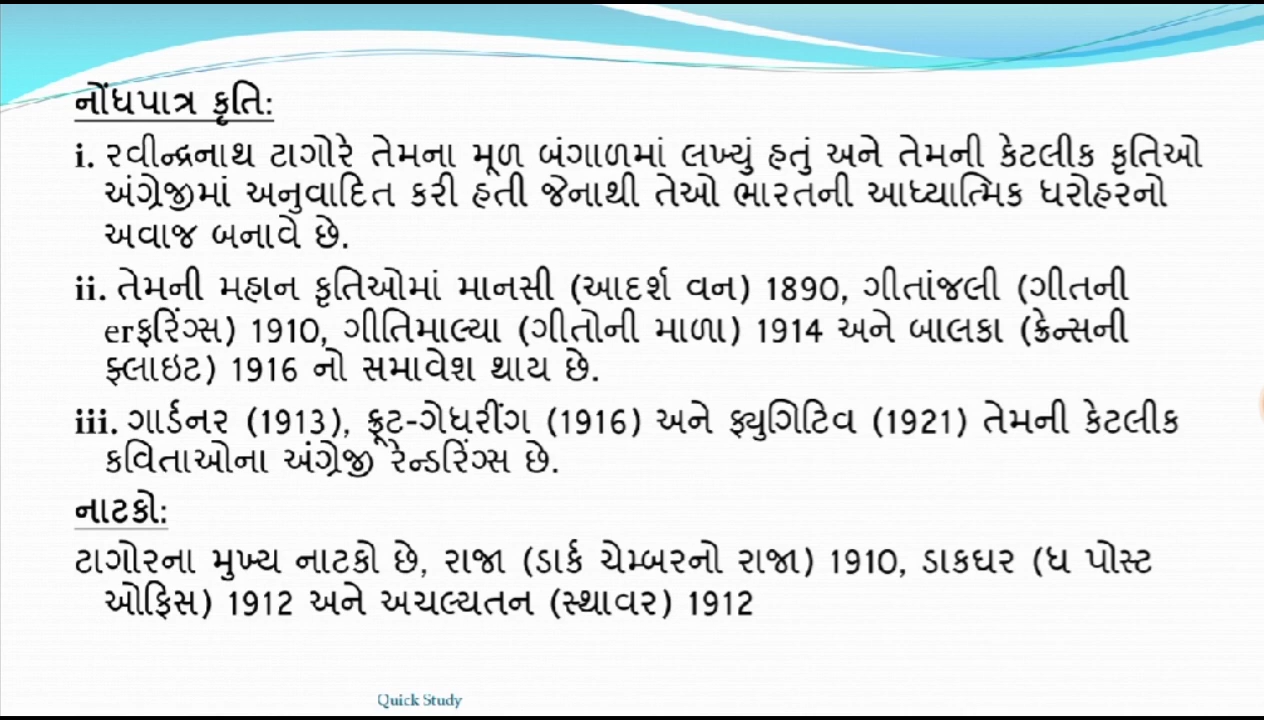 નોંધપાત્ર કૃતિ:
i. રવીન્દ્રનાથ ટાગોરે તેમના મૂળ બંગાળમાં લખ્યું હતું અને તેમની કેટલીક કૃતિઓ
અંગ્રેજીમાં અનુવાદિત કરી હતી જેનાથી તેઓ ભારતની આધ્યાત્મિક ધરોહરનો
અવાજ બનાવે છે.
ii. તેમની મહાન કૃતિઓમાં માનસી (આદર્શ વન) 1890, ગીતાંજલી (ગીતની
erફરિંગ્સ) 1910, ગીતિમાલ્યા (ગીતોની માળા) 1914 અને બાલકા (ક્રેન્સની
ફ્લાઇટ) 1916 નો સમાવેશ થાય છે.
iii. ગાર્ડનર (1913), ફ્રૂટ-ગેધરીંગ (1916) અને ફ્યુગિટિવ (1921) તેમની કેટલીક
કવિતાઓના અંગ્રેજી રેન્ડરિંગ્સ છે.
નાટકો:
ટાગોરના મુખ્ય નાટકો છે, રાજા (ડાર્ક ચેમ્બરનો રાજા) 1910, ડાકઘર (ધ પોસ્ટ
ઓફિસ) 1912 અને અચલ્યતન (સ્થાવર) 1912
Quick Study